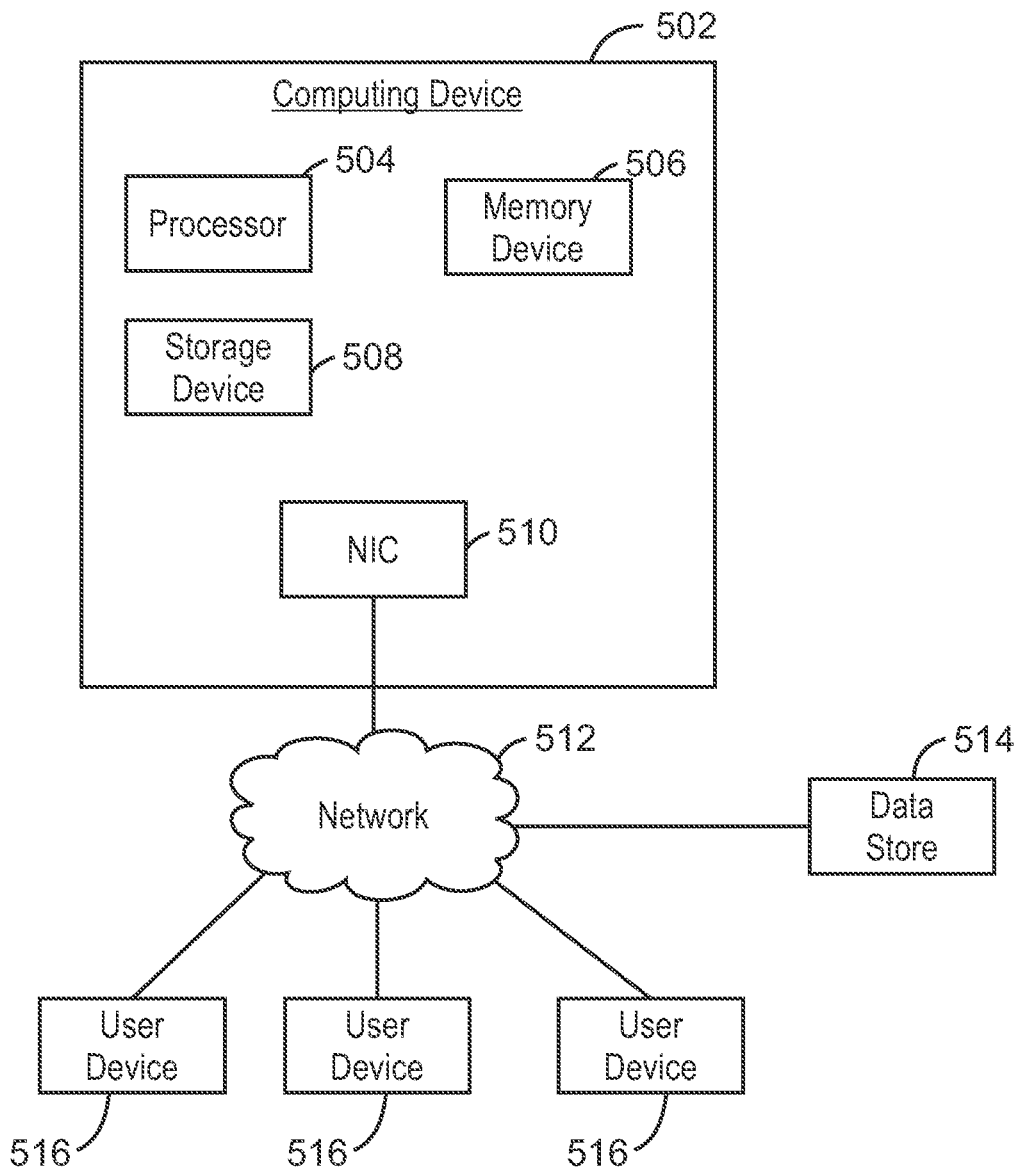 502
Computing Device
504
506
Processor
Memory
Device
Storage
Device
508
NIC
510
512
514
Network
Data
Store
User
Device
User
Device
User
Device
516
516
516